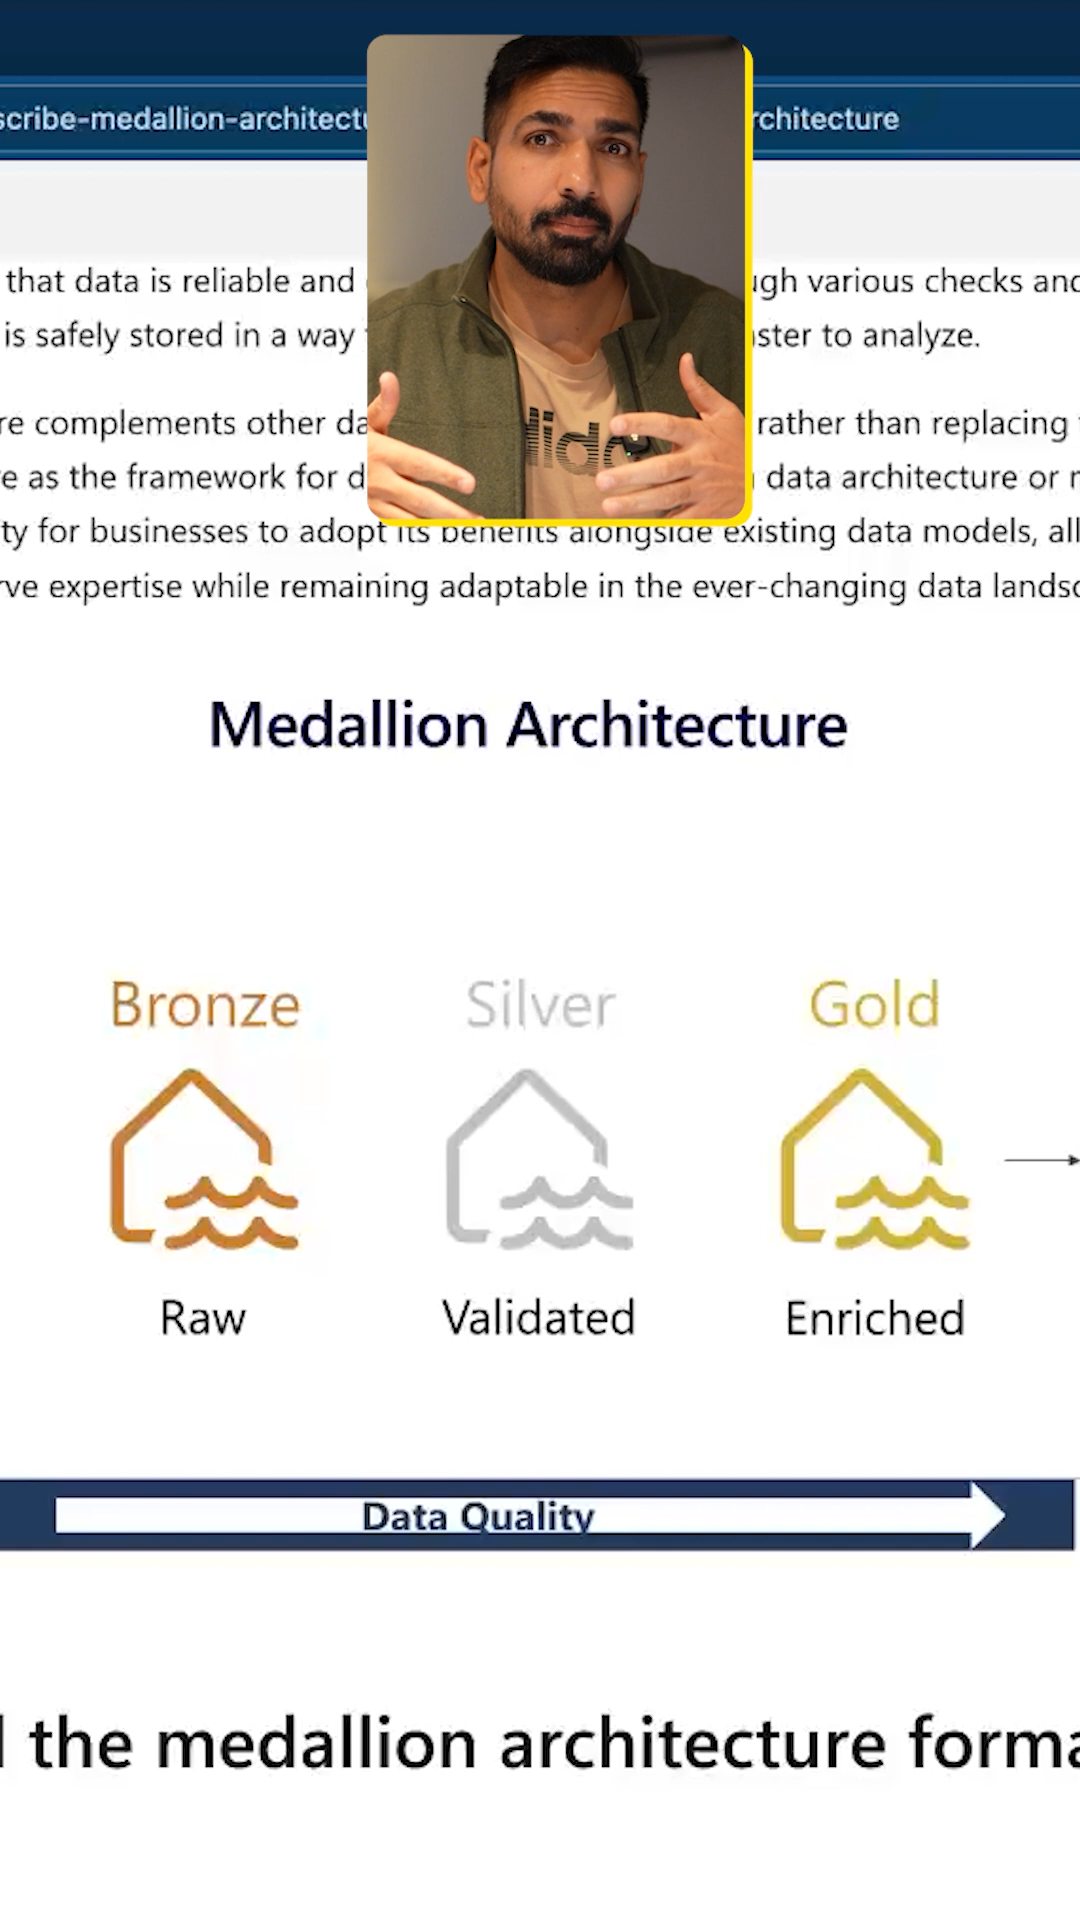 scribe-medallion-architectu rchitecture
that data is reliable and ugh various checks and
is safely stored in a way ster to analyze.
re complements other da rather than replacing
e as the framework for d data architecture or
ty for businesses to adopt its benefits alongside existing data models, all
rve expertise while remaining adaptable in the ever-changing data landsc
Medallion Architecture
Bronze Silver Gold
Raw Validated Enriched
Data Quality
the medallion architecture forma